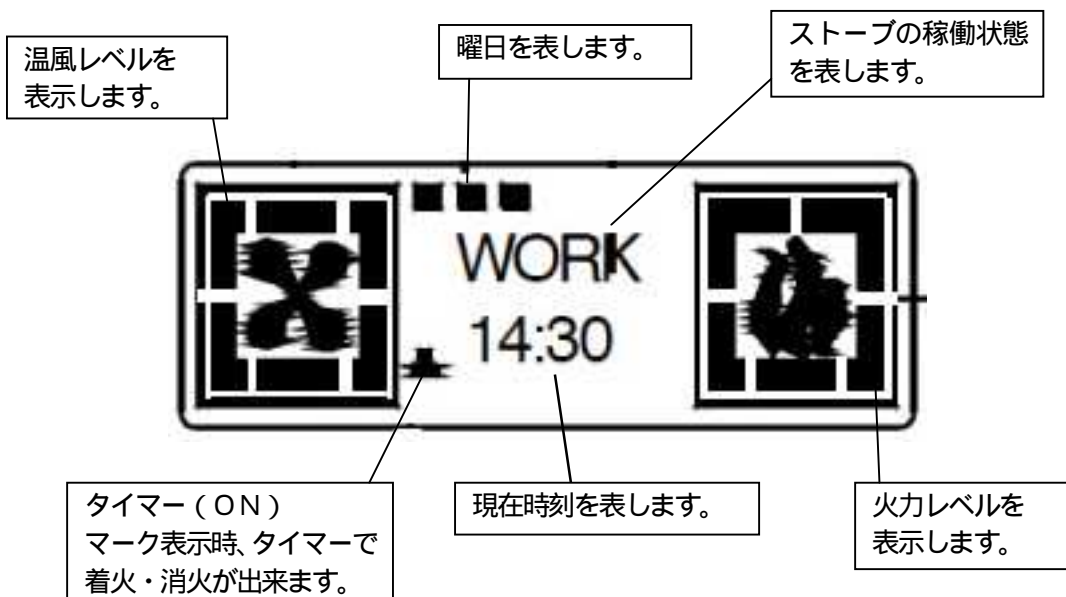 温風レベルを
表示します。
曜日を表します。
ストーブの稼働状態
を表します。
WORK
14:30
タイマー(ON)
マーク表示時、タイマーで
着火・消火が出来ます。
現在時刻を表します。
火力レベルを
表示します。